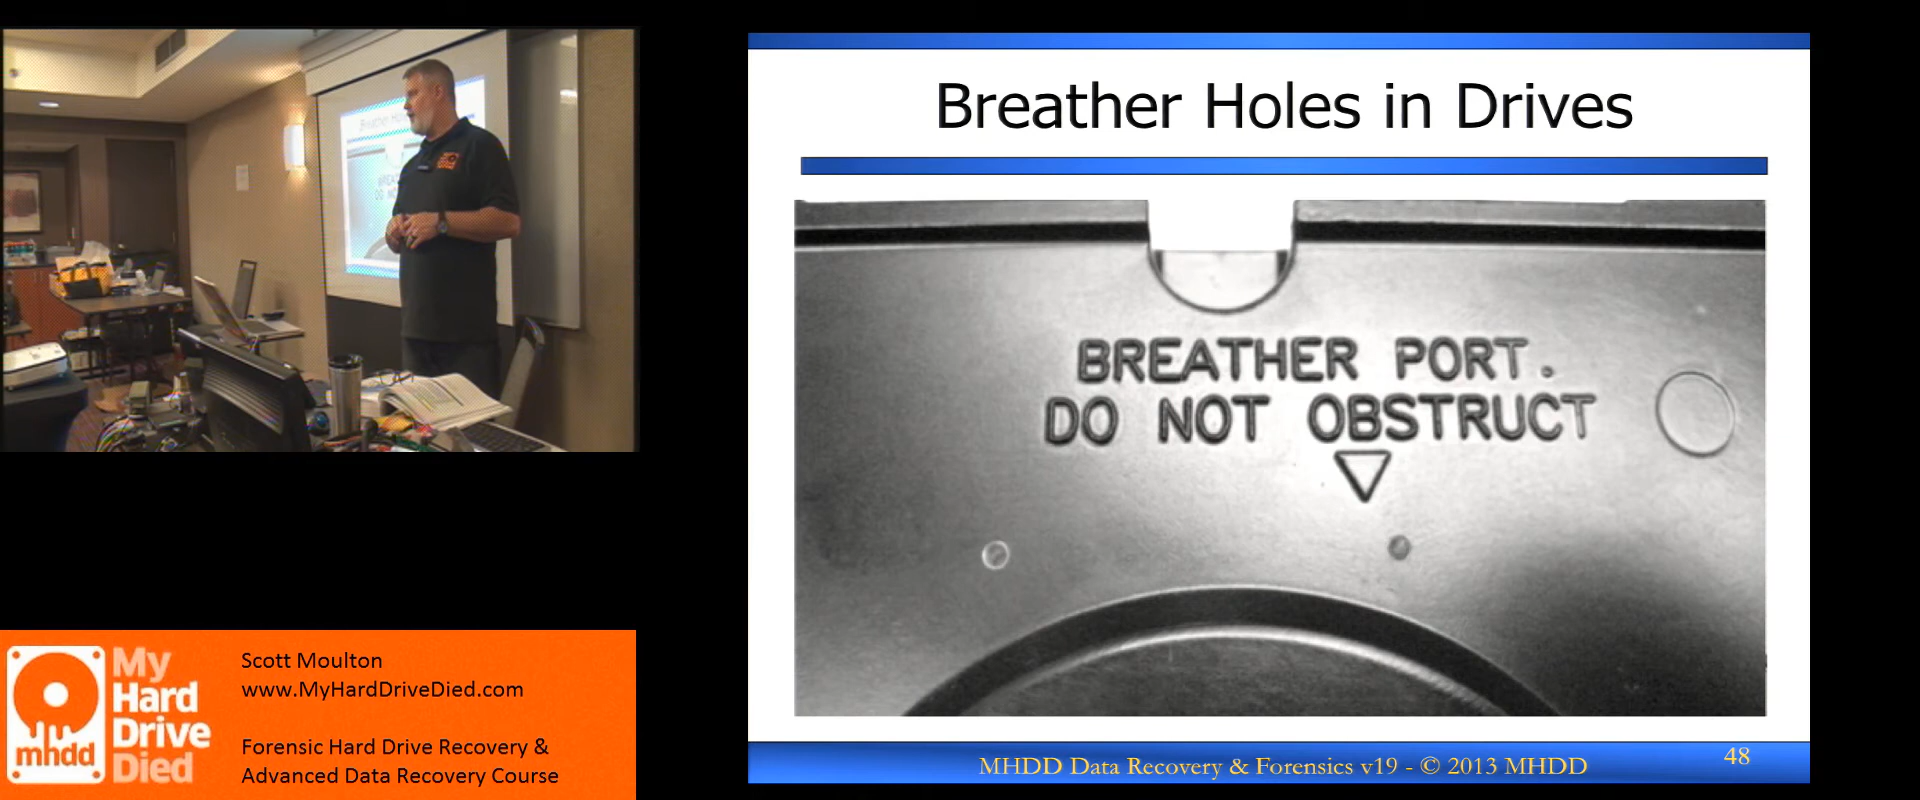 Breather Holes in Drives
BREATHER PORT.
DO NOT OBSTRUCT
MHDD Data Recovery & Forensics v19 - © 2013 MHDD
48
My
Hard
Drive
Died
mhdd
Scott Moulton
www.MyHardDriveDied.com
Forensic Hard Drive Recovery &
Advanced Data Recovery Course